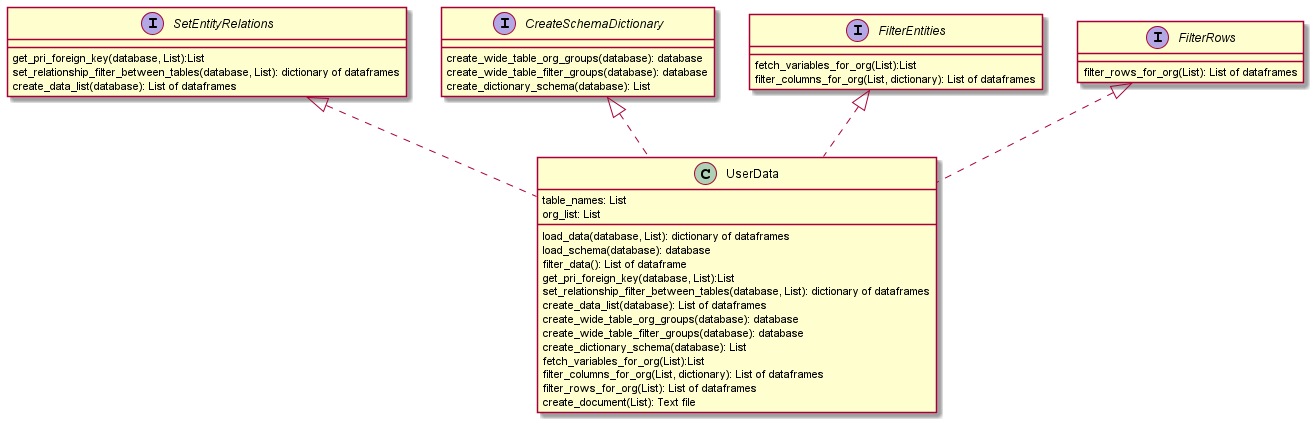 I SetEntityRelations
get_pri_foreign_key(database, List):List
set_relationship_filter_between_tables(database, List): dictionary of dataframes
create_data_list(database): List of dataframes
I CreateSchemaDictionary
create_wide_table_org_groups(database): database
create_wide_table_filter_groups(database): database
create_dictionary_schema(database): List
I FilterEntities
fetch_variables_for_org(List):List
filter_columns_for_org(List, dictionary): List of dataframes
I FilterRows
filter_rows_for_org(List): List of dataframes
C UserData
table_names: List
org_list: List
load_data(database, List): dictionary of dataframes
load_schema(database): database
filter_data(): List of dataframe
get_pri_foreign_key(database, List):List
set_relationship_filter_between_tables(database, List): dictionary of dataframes
create_data_list(database): List of dataframes
create_wide_table_org_groups(database): database
create_wide_table_filter_groups(database): database
create_dictionary_schema(database): List
fetch_variables_for_org(List):List
filter_columns_for_org(List, dictionary): List of dataframes
filter_rows_for_org(List): List of dataframes
create_document(List): Text file